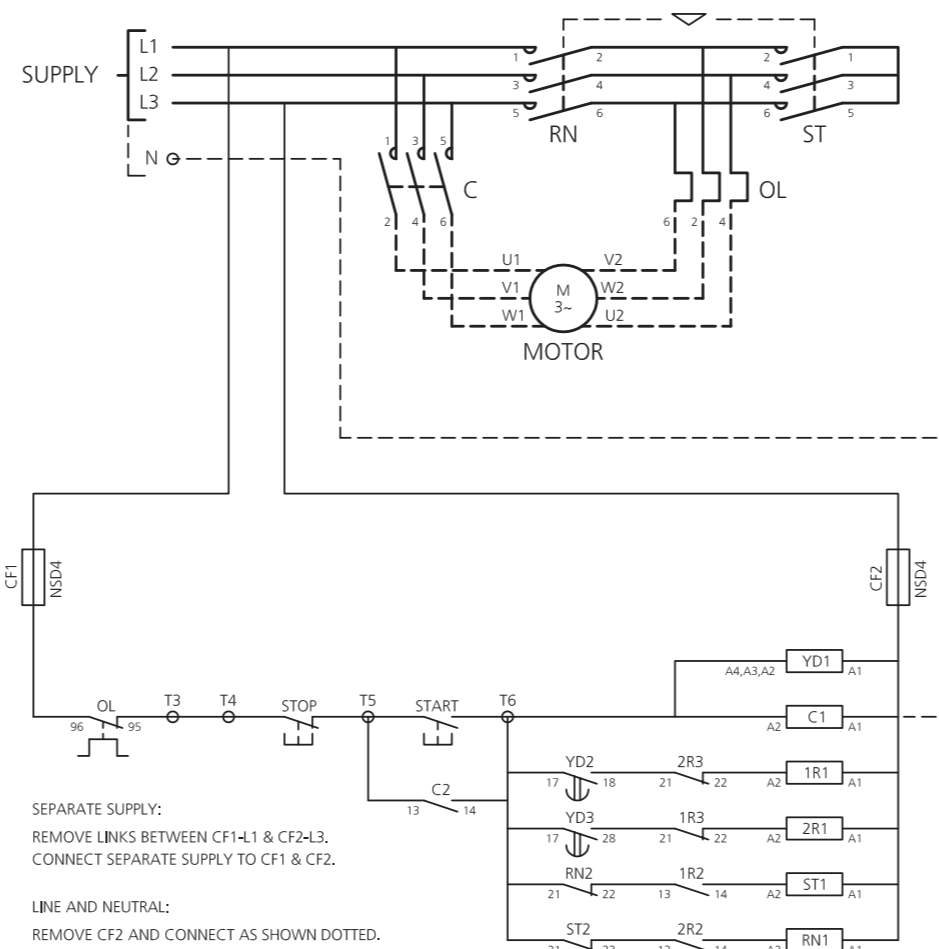 L1
SUPPLY L2
L3
N
1 2 2 1
3 4 4 3
5 6 6 5
RN ST
1 3 5
C OL
2 4 6 6 2 4
U1 V2
V1 M W2
3~
W1 U2
MOTOR
CF1 NSD4
CF2 NSD4
YD1
A4,A3,A2 A1
OL T3 T4 STOP T5 START T6 C1
96 95 A2 A1
YD2 2R3 1R1
17 18 21 22 A2 A1
C2
13 14
YD3 1R3 2R1
17 28 21 22 A2 A1
RN2 1R2 ST1
21 22 13 14 A2 A1
ST2 2R2 RN1
21 22 13 14 A2 A1
SEPARATE SUPPLY:
REMOVE LINKS BETWEEN CF1-L1 & CF2-L3.
CONNECT SEPARATE SUPPLY TO CF1 & CF2.
LINE AND NEUTRAL:
REMOVE CF2 AND CONNECT AS SHOWN DOTTED.